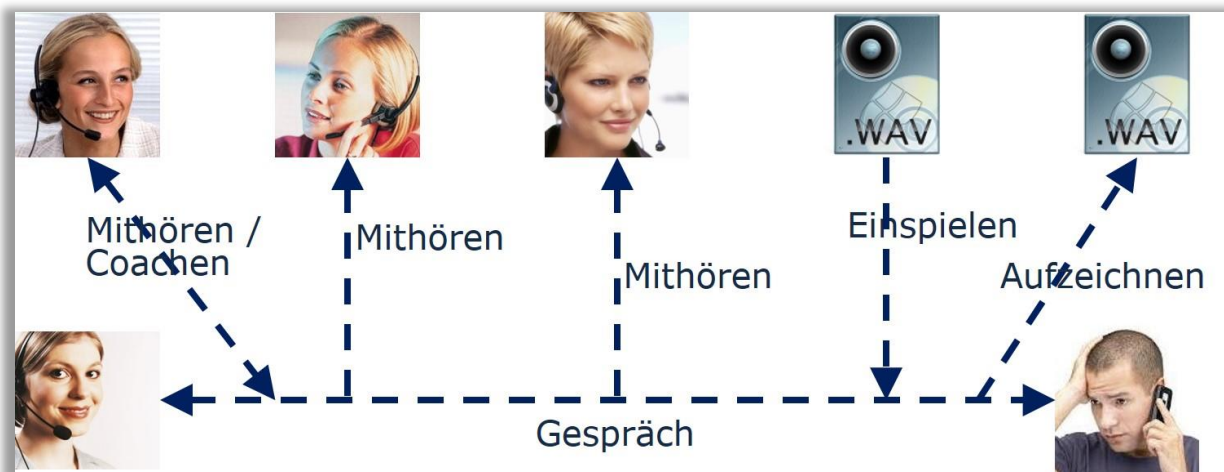 .WAV
.WAV
Mithören /
Coachen
Mithören
Mithören
Einspielen
Aufzeichnen
Gespräch